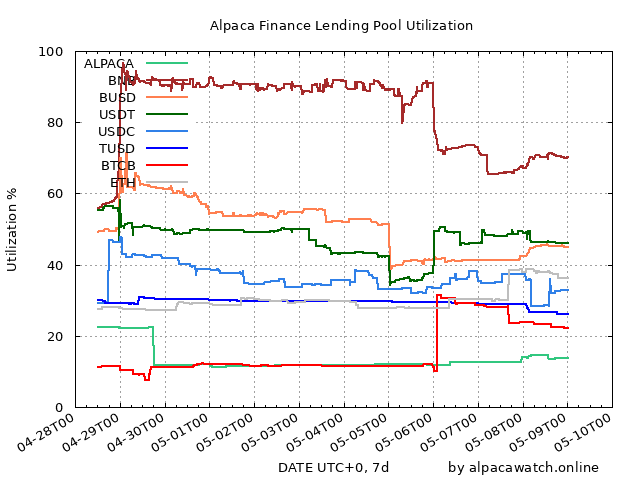 Alpaca Finance Lending Pool Utilization
100
80
60
40
20
0
Utilization %
ALPACA
BNB
BUSD
USDT
USDC
TUSD
BTCB
ETH
04-28T00
04-29T00
04-30T00
05-01T00
05-02T00
05-03T00
05-04T00
05-05T00
05-06T00
05-07T00
05-08T00
05-09T00
05-10T00
DATE UTC+0, 7d
by alpacawatch.online